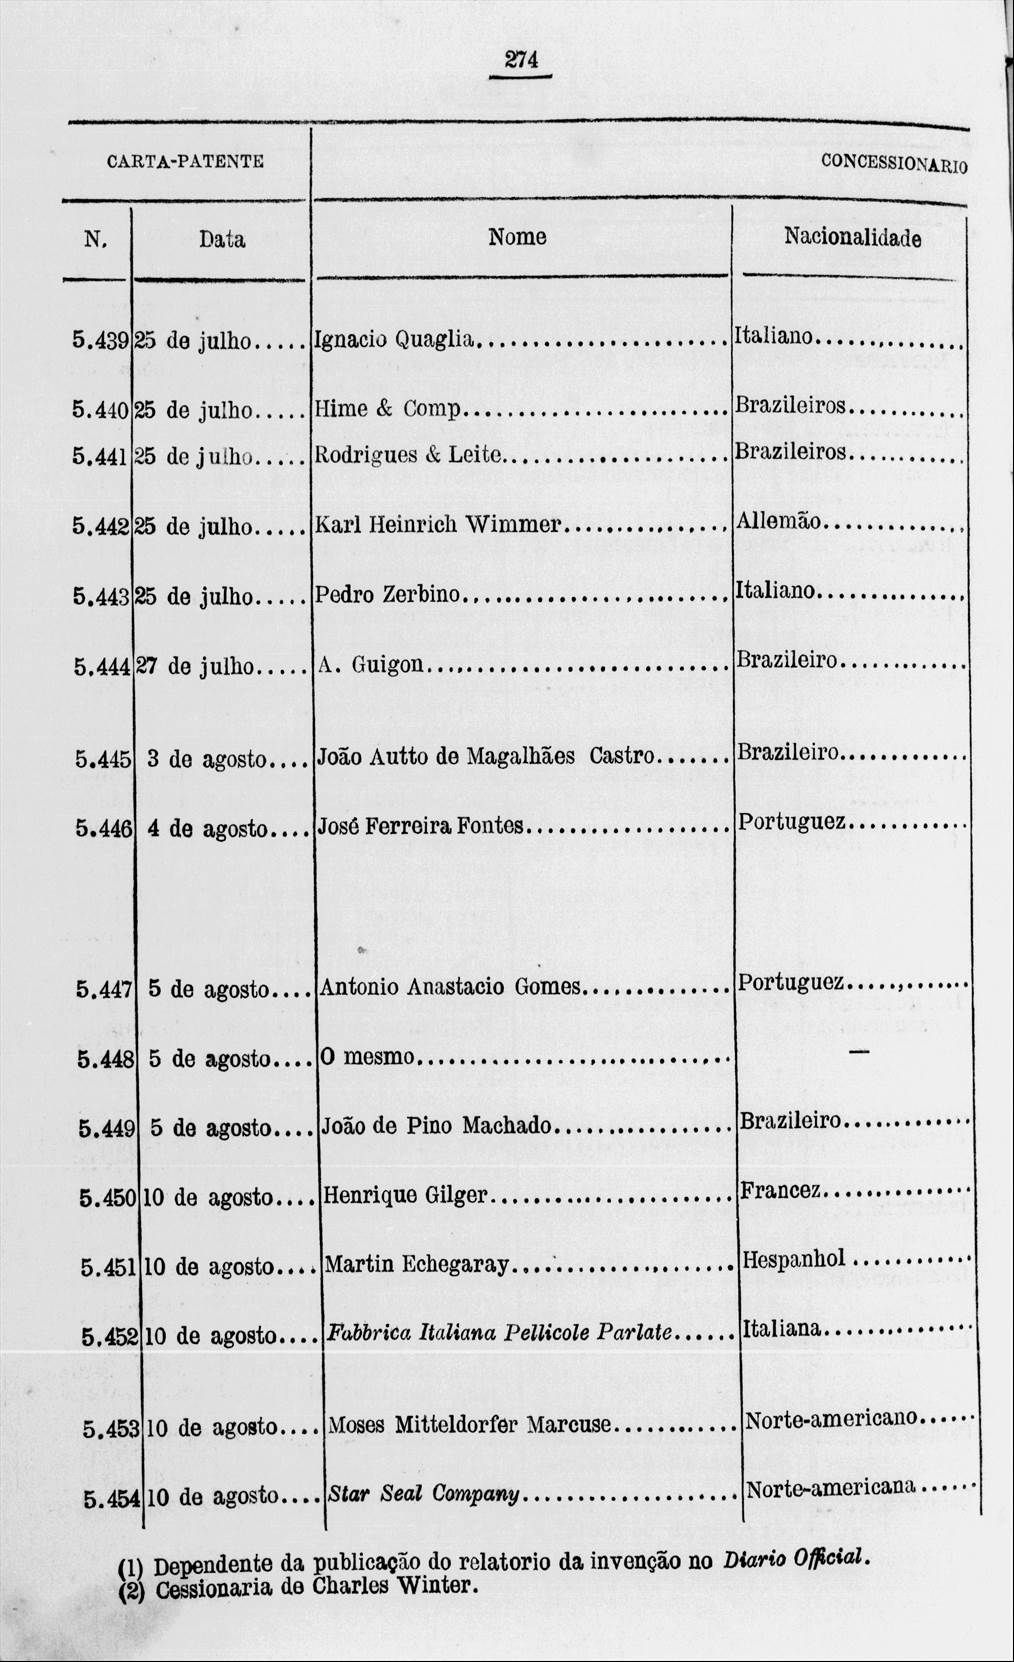 274
CARTA-PATENTE CONCESSIONARIO
N. Data Nome Nacionalidade
5.439 25 de julho..... Ignacio Quaglia....................... Italiano...............
5.440 25 de julho..... Hime & Comp......................... Brazileiros............
5.441 25 de julho..... Rodrigues & Leite..................... Brazileiros............
5.442 25 de julho..... Karl Heinrich Wimmer............... Allemão..............
5.443 25 de julho..... Pedro Zerbino......................... Italiano...............
5.444 27 de julho..... A. Guigon............................ Brazileiro.............
5.445 3 de agosto.... João Autto de Magalhães Castro....... Brazileiro.............
5.446 4 de agosto.... José Ferreira Fontes................... Portuguez............
5.447 5 de agosto.... Antonio Anastacio Gomes.............. Portuguez.............
5.448 5 de agosto.... O mesmo.............................. —
5.449 5 de agosto.... João de Pino Machado................. Brazileiro.............
5.450 10 de agosto.... Henrique Gilger........................ Francez...............
5.451 10 de agosto.... Martin Echegaray...................... Hespanhol ............
5.452 10 de agosto.... Fabbrica Italiana Pellicole Parlate...... Italiana...............
5.453 10 de agosto.... Moses Mitteldorfer Marcuse............ Norte-americano......
5.454 10 de agosto.... Star Seal Company..................... Norte-americana......
(1) Dependente da publicação do relatorio da invenção no Diario Official.
(2) Cessionaria de Charles Winter.